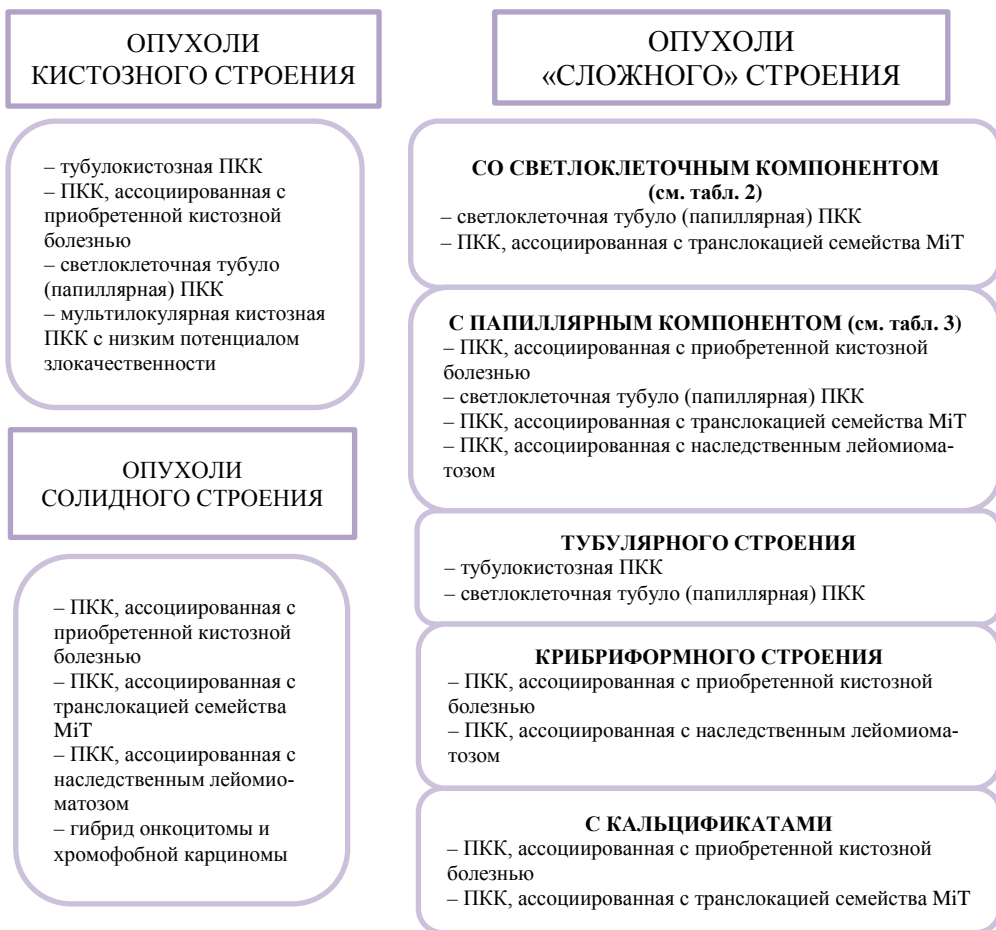 ОПУХОЛИ
КИСТОЗНОГО СТРОЕНИЯ
– тубулокистозная ПКК
– ПКК, ассоциированная с
приобретенной кистозной
болезнью
– светлоклеточная тубуло
(папиллярная) ПКК
– мультилокулярная кистозная
ПКК с низким потенциалом
злокачественности
ОПУХОЛИ
СОЛИДНОГО СТРОЕНИЯ
– ПКК, ассоциированная с
приобретенной кистозной
болезнью
– ПКК, ассоциированная с
транслокацией семейства
MiT
– ПКК, ассоциированная с
наследственным лейомио-
матозом
– гибрид онкоцитомы и
хромофобной карциномы
ОПУХОЛИ
«СЛОЖНОГО» СТРОЕНИЯ
СО СВЕТЛОКЛЕТОЧНЫМ КОМПОНЕНТОМ
(см. табл. 2)
– светлоклеточная тубуло (папиллярная) ПКК
– ПКК, ассоциированная с транслокацией семейства MiT
С ПАПИЛЛЯРНЫМ КОМПОНЕНТОМ (см. табл. 3)
– ПКК, ассоциированная с приобретенной кистозной
болезнью
– светлоклеточная тубуло (папиллярная) ПКК
– ПКК, ассоциированная с транслокацией семейства MiT
– ПКК, ассоциированная с наследственным лейомиома-
тозом
ТУБУЛЯРНОГО СТРОЕНИЯ
– тубулокистозная ПКК
– светлоклеточная тубуло (папиллярная) ПКК
КРИБРИФОРМНОГО СТРОЕНИЯ
– ПКК, ассоциированная с приобретенной кистозной
болезнью
– ПКК, ассоциированная с наследственным лейомиома-
тозом
С КАЛЬЦИФИКАТАМИ
– ПКК, ассоциированная с приобретенной кистозной
болезнью
– ПКК, ассоциированная с транслокацией семейства MiT